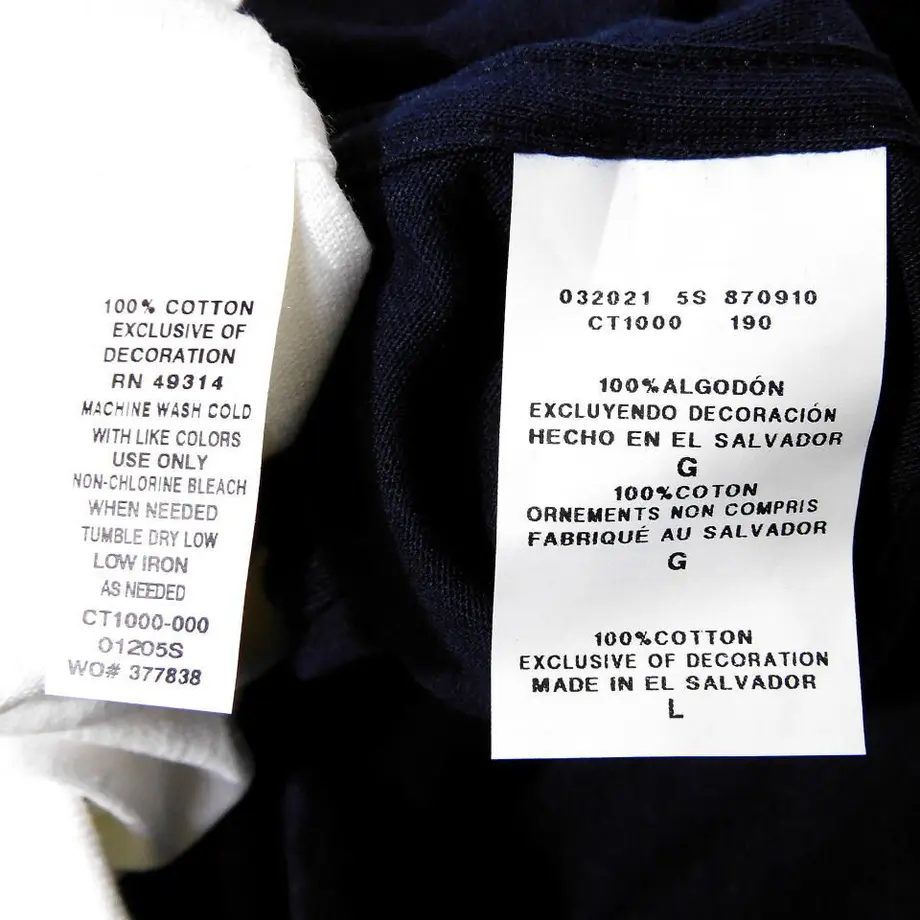 100% COTTON
EXCLUSIVE OF
DECORATION
RN 49314
MACHINE WASH COLD
WITH LIKE COLORS
USE ONLY
NON-CHLORINE BLEACH
WHEN NEEDED
TUMBLE DRY LOW
LOW IRON
AS NEEDED
CT1000-000
01205S
WO# 377838
032021 5S 870910
CT1000 190
100%ALGODÓN
EXCLUYENDO DECORACIÓN
HECHO EN EL SALVADOR
G
100%COTON
ORNEMENTS NON COMPRIS
FABRIQUÉ AU SALVADOR
G
100%COTTON
EXCLUSIVE OF DECORATION
MADE IN EL SALVADOR
L